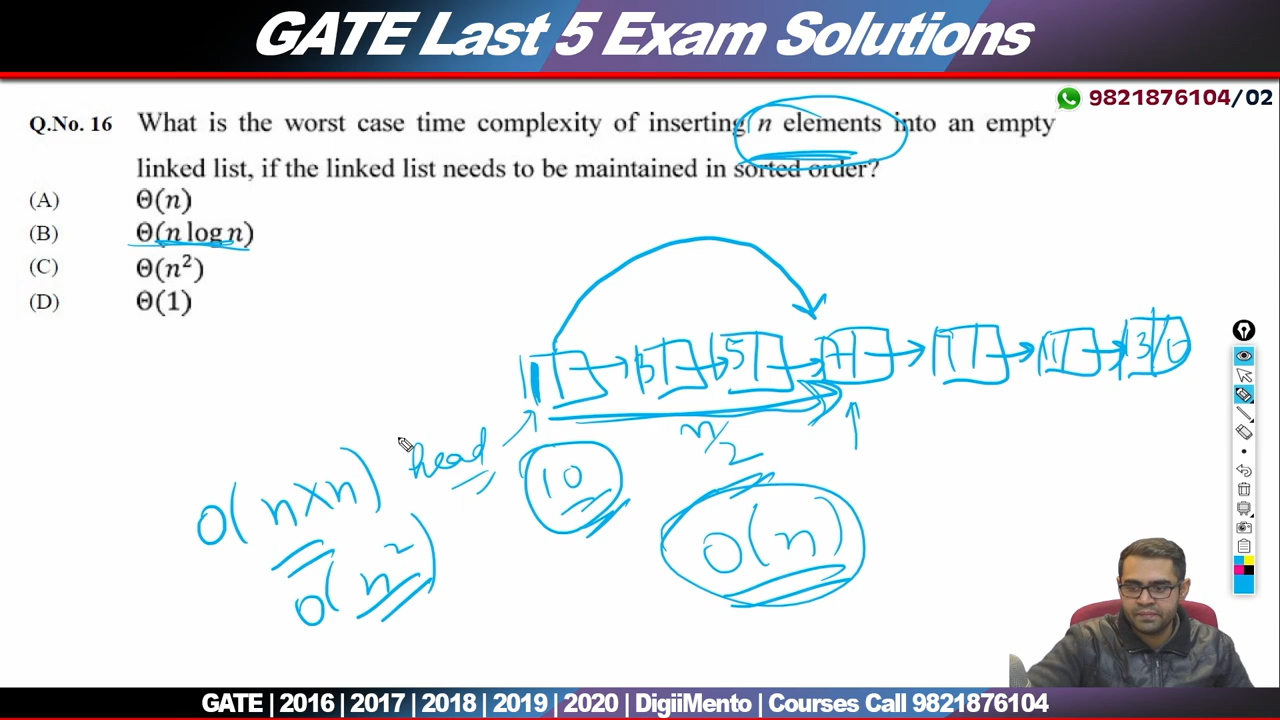 GATE Last 5 Exam Solutions
9821876104/02
Q.No. 16 What is the worst case time complexity of inserting n elements into an empty
linked list, if the linked list needs to be maintained in sorted order?
(A) Θ(n)
(B) Θ(n log n)
(C) Θ(n²)
(D) Θ(1)
1 3 5 7 11 13
n/2
head
10
O(n×n)
O(n)
O(n²)
GATE | 2016 | 2017 | 2018 | 2019 | 2020 | DigiiMento | Courses Call 9821876104